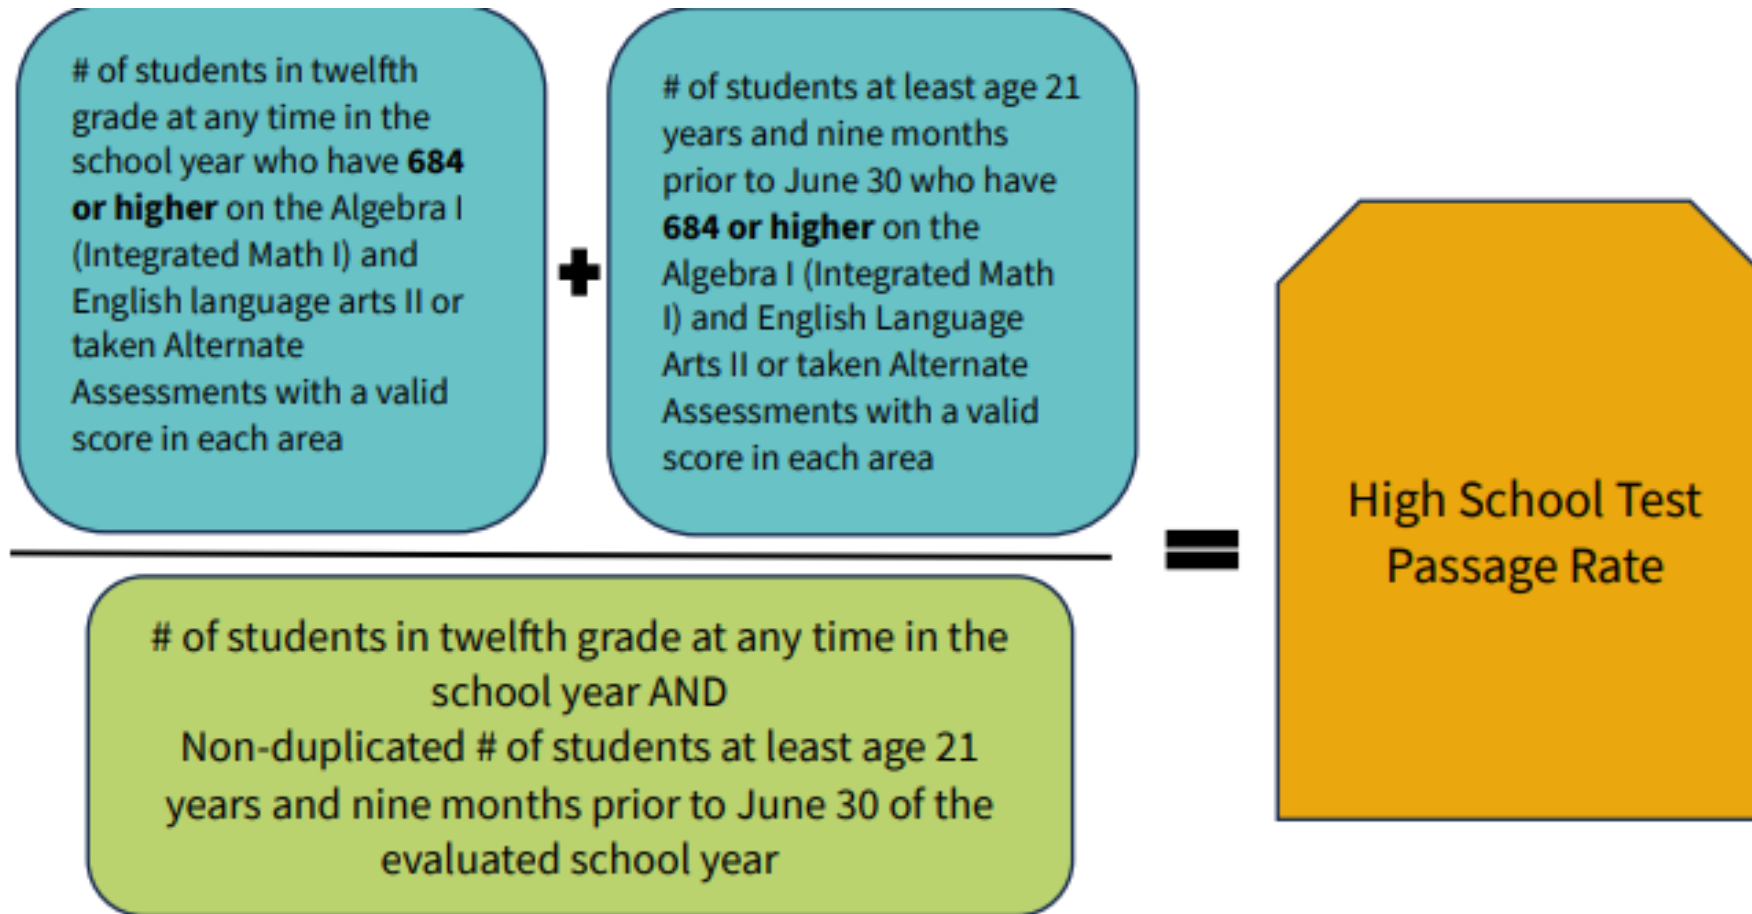 # of students in twelfth
grade at any time in the
school year who have 684
or higher on the Algebra I
(Integrated Math I) and
English language arts II or
taken Alternate
Assessments with a valid
score in each area
+
# of students at least age 21
years and nine months
prior to June 30 who have
684 or higher on the
Algebra I (Integrated Math
I) and English Language
Arts II or taken Alternate
Assessments with a valid
score in each area
# of students in twelfth grade at any time in the
school year AND
Non-duplicated # of students at least age 21
years and nine months prior to June 30 of the
evaluated school year
=
High School Test
Passage Rate